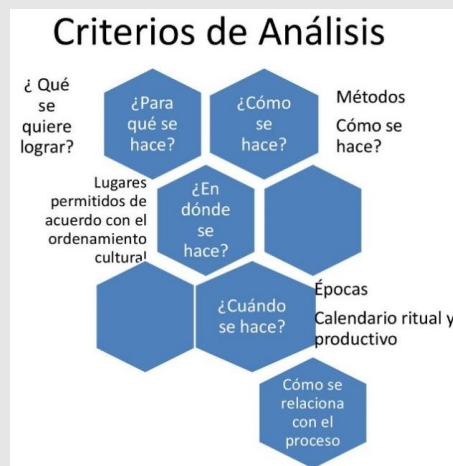 Criterios de Análisis
¿ Qué
se
quiere
lograr?
¿Para
qué se
hace?
¿Cómo
se
hace?
Métodos
Cómo se
hace?
Lugares
permitidos de
acuerdo con el
ordenamiento
cultural
¿En
dónde
se
hace?
¿Cuándo
se hace?
Épocas
Calendario ritual y
productivo
Cómo se
relaciona
con el
proceso